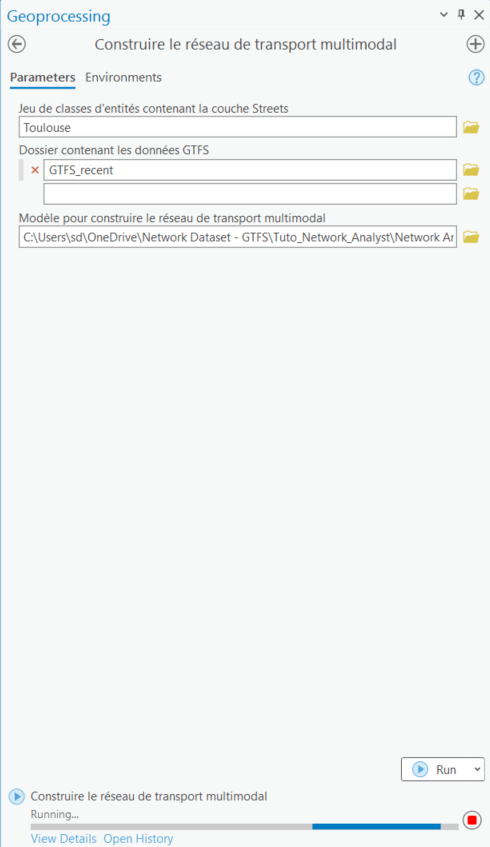 Geoprocessing
Construire le réseau de transport multimodal
Parameters Environments
Jeu de classes d'entités contenant la couche Streets
Toulouse
Dossier contenant les données GTFS
GTFS_recent
Modèle pour construire le réseau de transport multimodal
C:\Users\sd\OneDrive\Network Dataset - GTFS\Tuto_Network_Analyst\Network Ar
Run
Construire le réseau de transport multimodal
Running...
View Details Open History